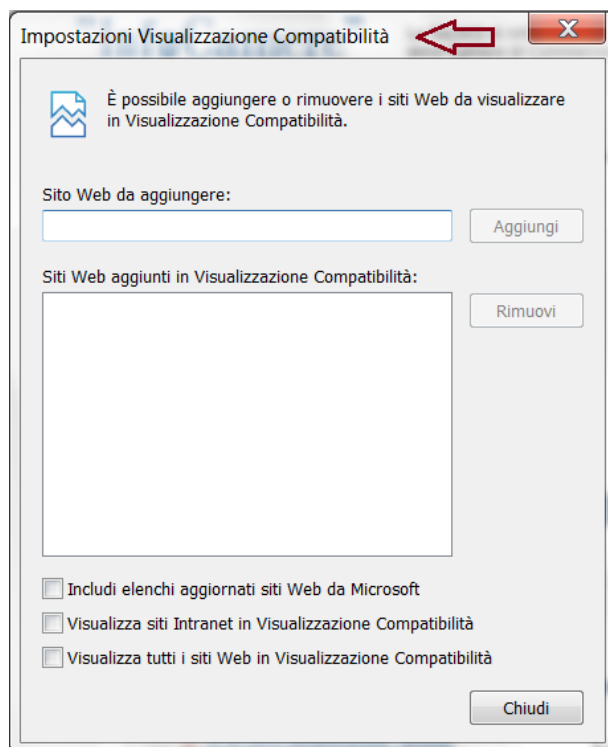 Impostazioni Visualizzazione Compatibilità
È possibile aggiungere o rimuovere i siti Web da visualizzare
in Visualizzazione Compatibilità.
Sito Web da aggiungere:
Aggiungi
Siti Web aggiunti in Visualizzazione Compatibilità:
Rimuovi
Includi elenchi aggiornati siti Web da Microsoft
Visualizza siti Intranet in Visualizzazione Compatibilità
Visualizza tutti i siti Web in Visualizzazione Compatibilità
Chiudi